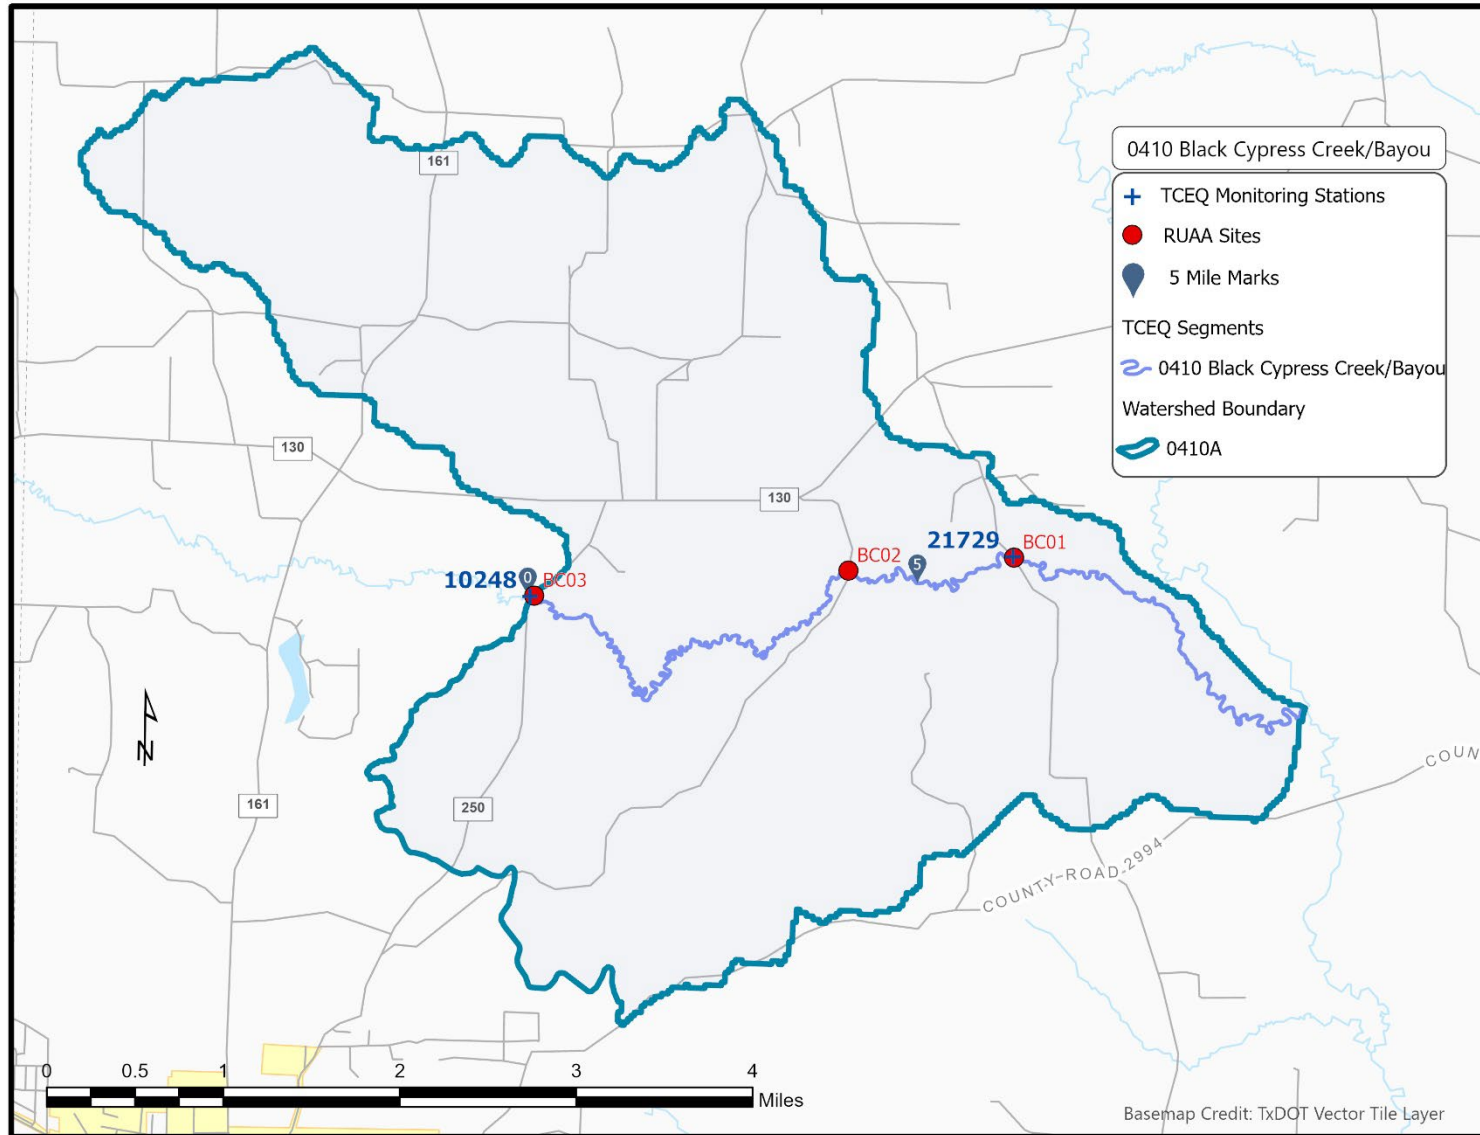 0410 Black Cypress Creek/Bayou
TCEQ Monitoring Stations
RUAA Sites
5 Mile Marks
TCEQ Segments
0410 Black Cypress Creek/Bayou
Watershed Boundary
0410A
161
130
130
21729
BC01
BC02
5
10248
0
BC03
N
161
250
COUN
COUNTY-ROAD 2994
0 0.5 1 2 3 4
Miles
Basemap Credit: TxDOT Vector Tile Layer